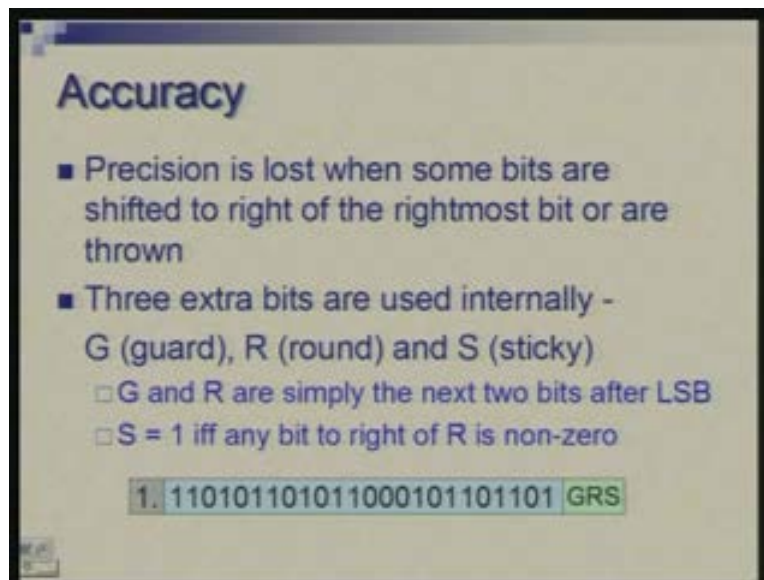 Accuracy
Precision is lost when some bits are
shifted to right of the rightmost bit or are
thrown
Three extra bits are used internally -
G (guard), R (round) and S (sticky)
G and R are simply the next two bits after LSB
S = 1 iff any bit to right of R is non-zero
1. 110101101011000101101101 GRS